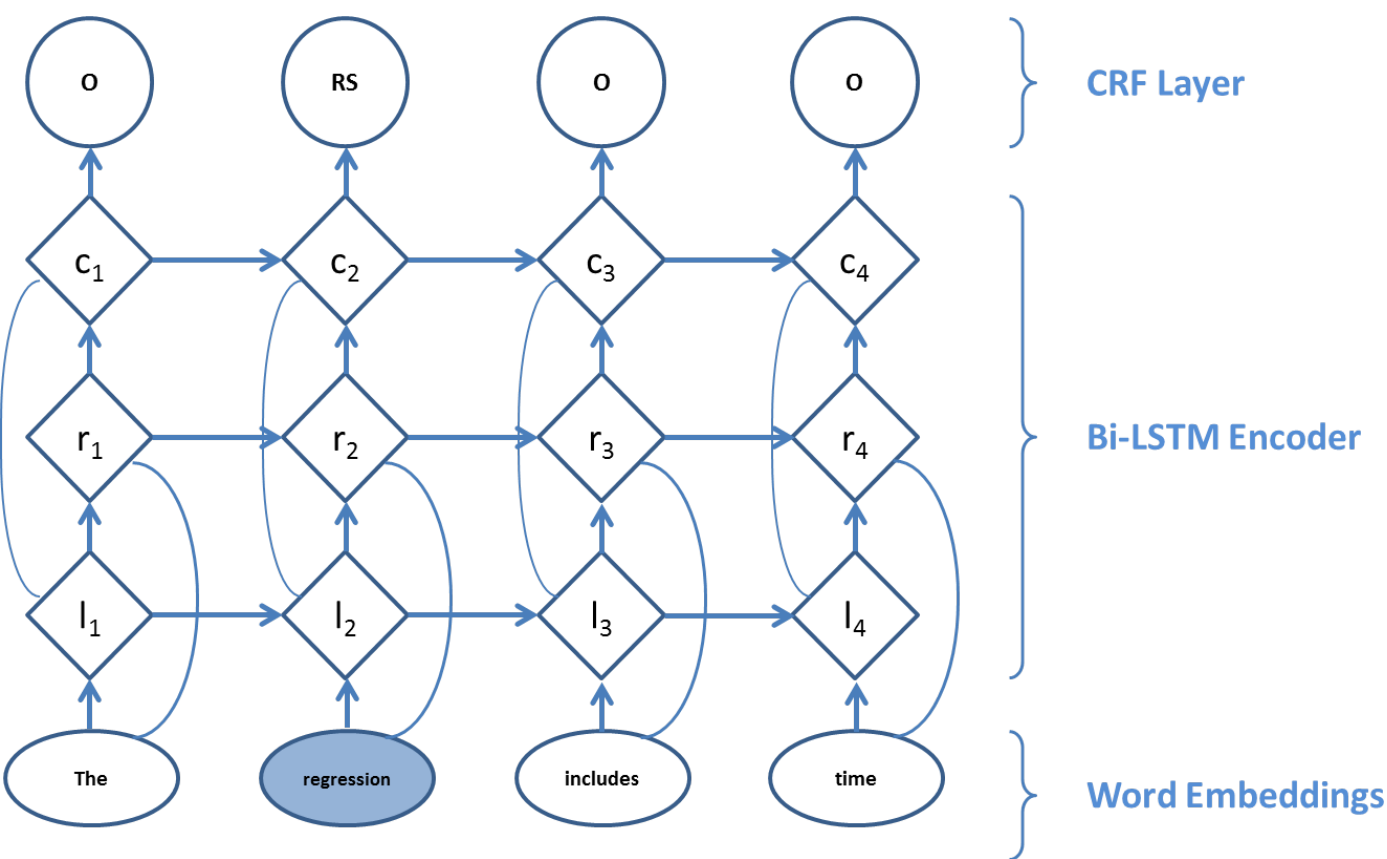 O RS O O CRF Layer
c1 c2 c3 c4
r1 r2 r3 r4 Bi-LSTM Encoder
l1 l2 l3 l4
The regression includes time Word Embeddings